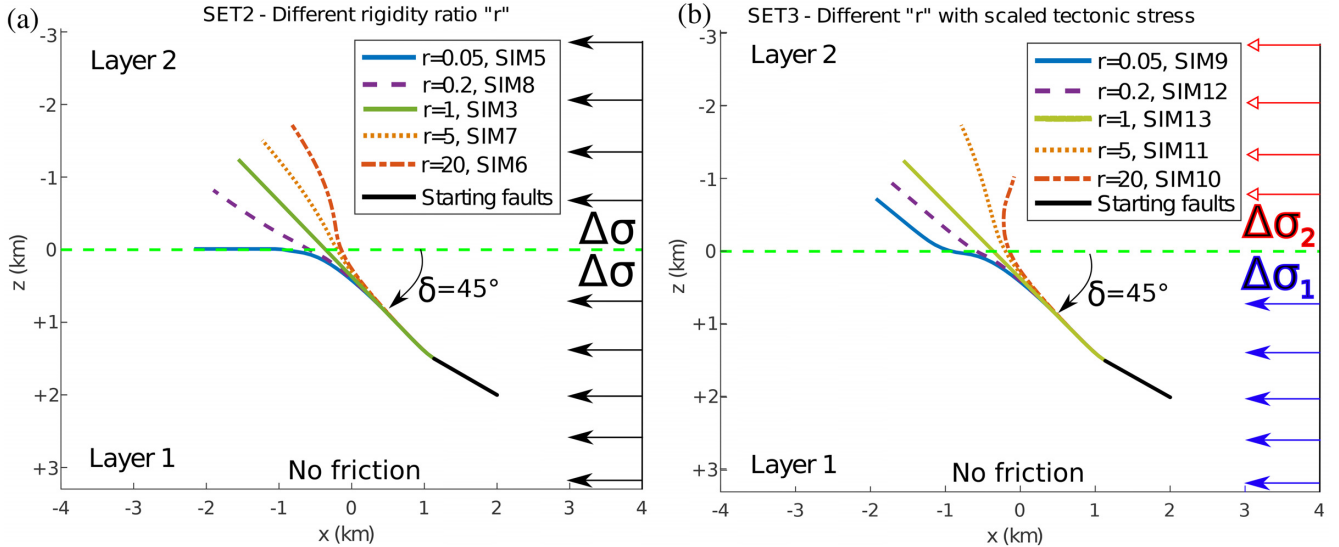 (a)
SET2 - Different rigidity ratio "r"
-3
-2
-1
0
+1
+2
+3
z (km)
Layer 2
r=0.05, SIM5
r=0.2, SIM8
r=1, SIM3
r=5, SIM7
r=20, SIM6
Starting faults
Δσ
Δσ
δ=45°
Layer 1
No friction
-4 -3 -2 -1 0 1 2 3 4
x (km)
(b)
SET3 - Different "r" with scaled tectonic stress
-3
-2
-1
0
+1
+2
+3
z (km)
Layer 2
r=0.05, SIM9
r=0.2, SIM12
r=1, SIM13
r=5, SIM11
r=20, SIM10
Starting faults
Δσ₂
Δσ₁
δ=45°
Layer 1
No friction
-4 -3 -2 -1 0 1 2 3 4
x (km)